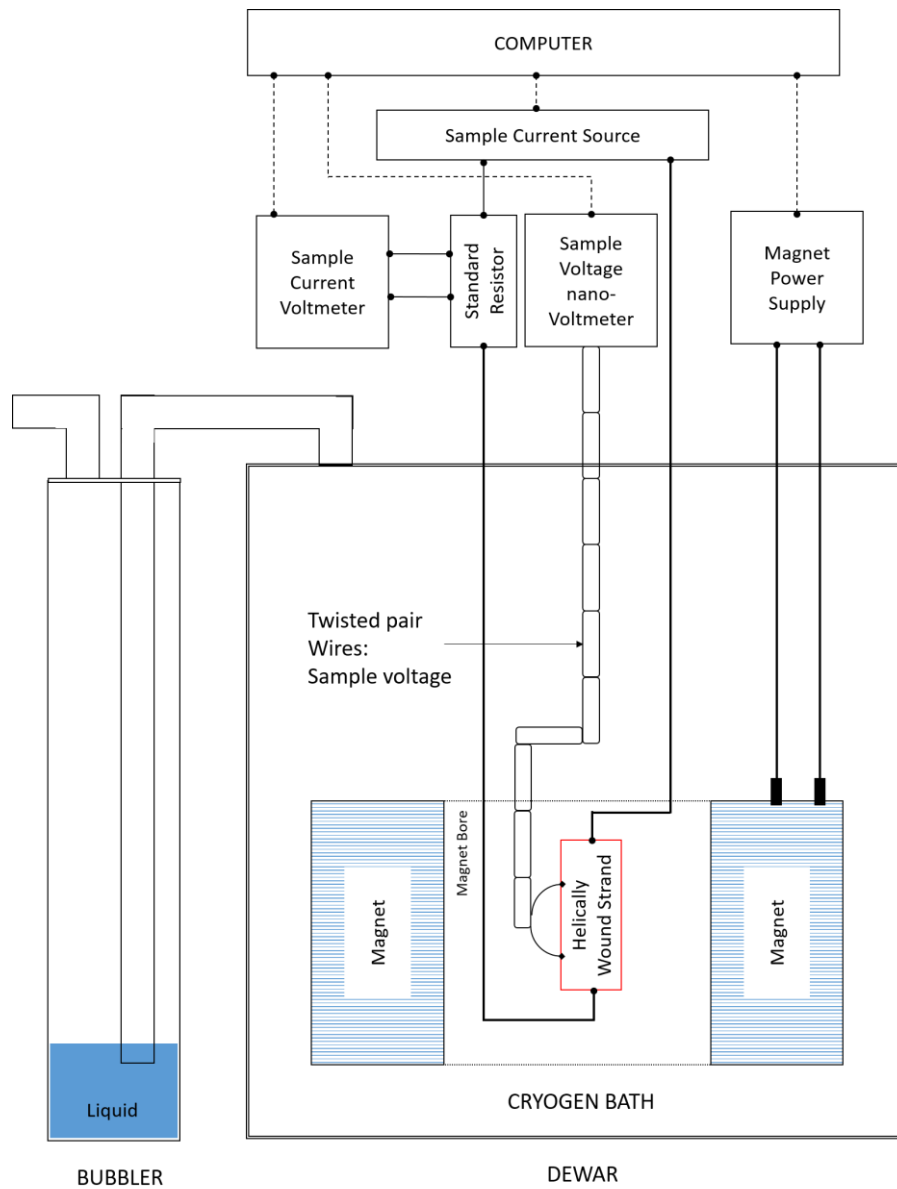 COMPUTER
Sample Current Source
Sample
Current
Voltmeter
Standard
Resistor
Sample
Voltage
nano-
Voltmeter
Magnet
Power
Supply
Twisted pair
Wires:
Sample voltage
Magnet Bore
Magnet
Helically
Wound Strand
Magnet
Liquid
CRYOGEN BATH
BUBBLER
DEWAR